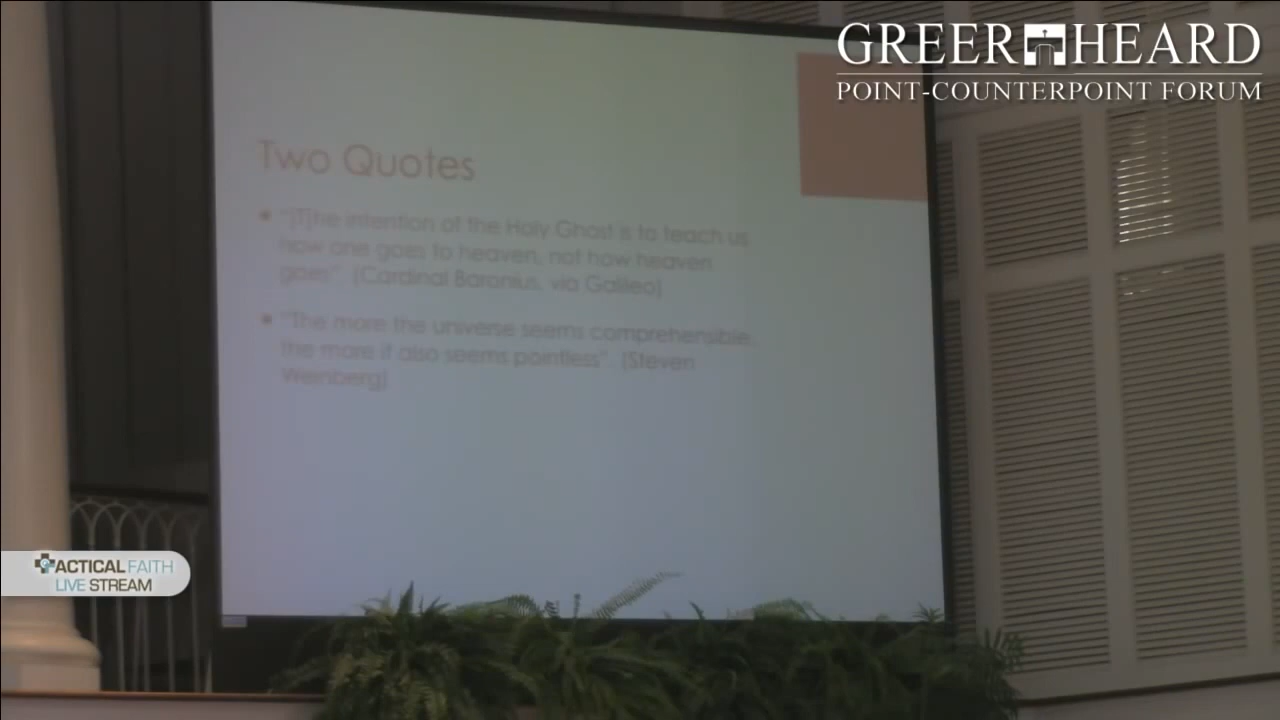 GREER HEARD
POINT-COUNTERPOINT FORUM
Two Quotes
• "[T]he intention of the Holy Ghost is to teach us
how one goes to heaven, not how heaven
goes" (Cardinal Baronius, via Galileo)
• "The more the universe seems comprehensible,
the more it also seems pointless" (Steven
Weinberg)
TACTICAL FAITH
LIVE STREAM